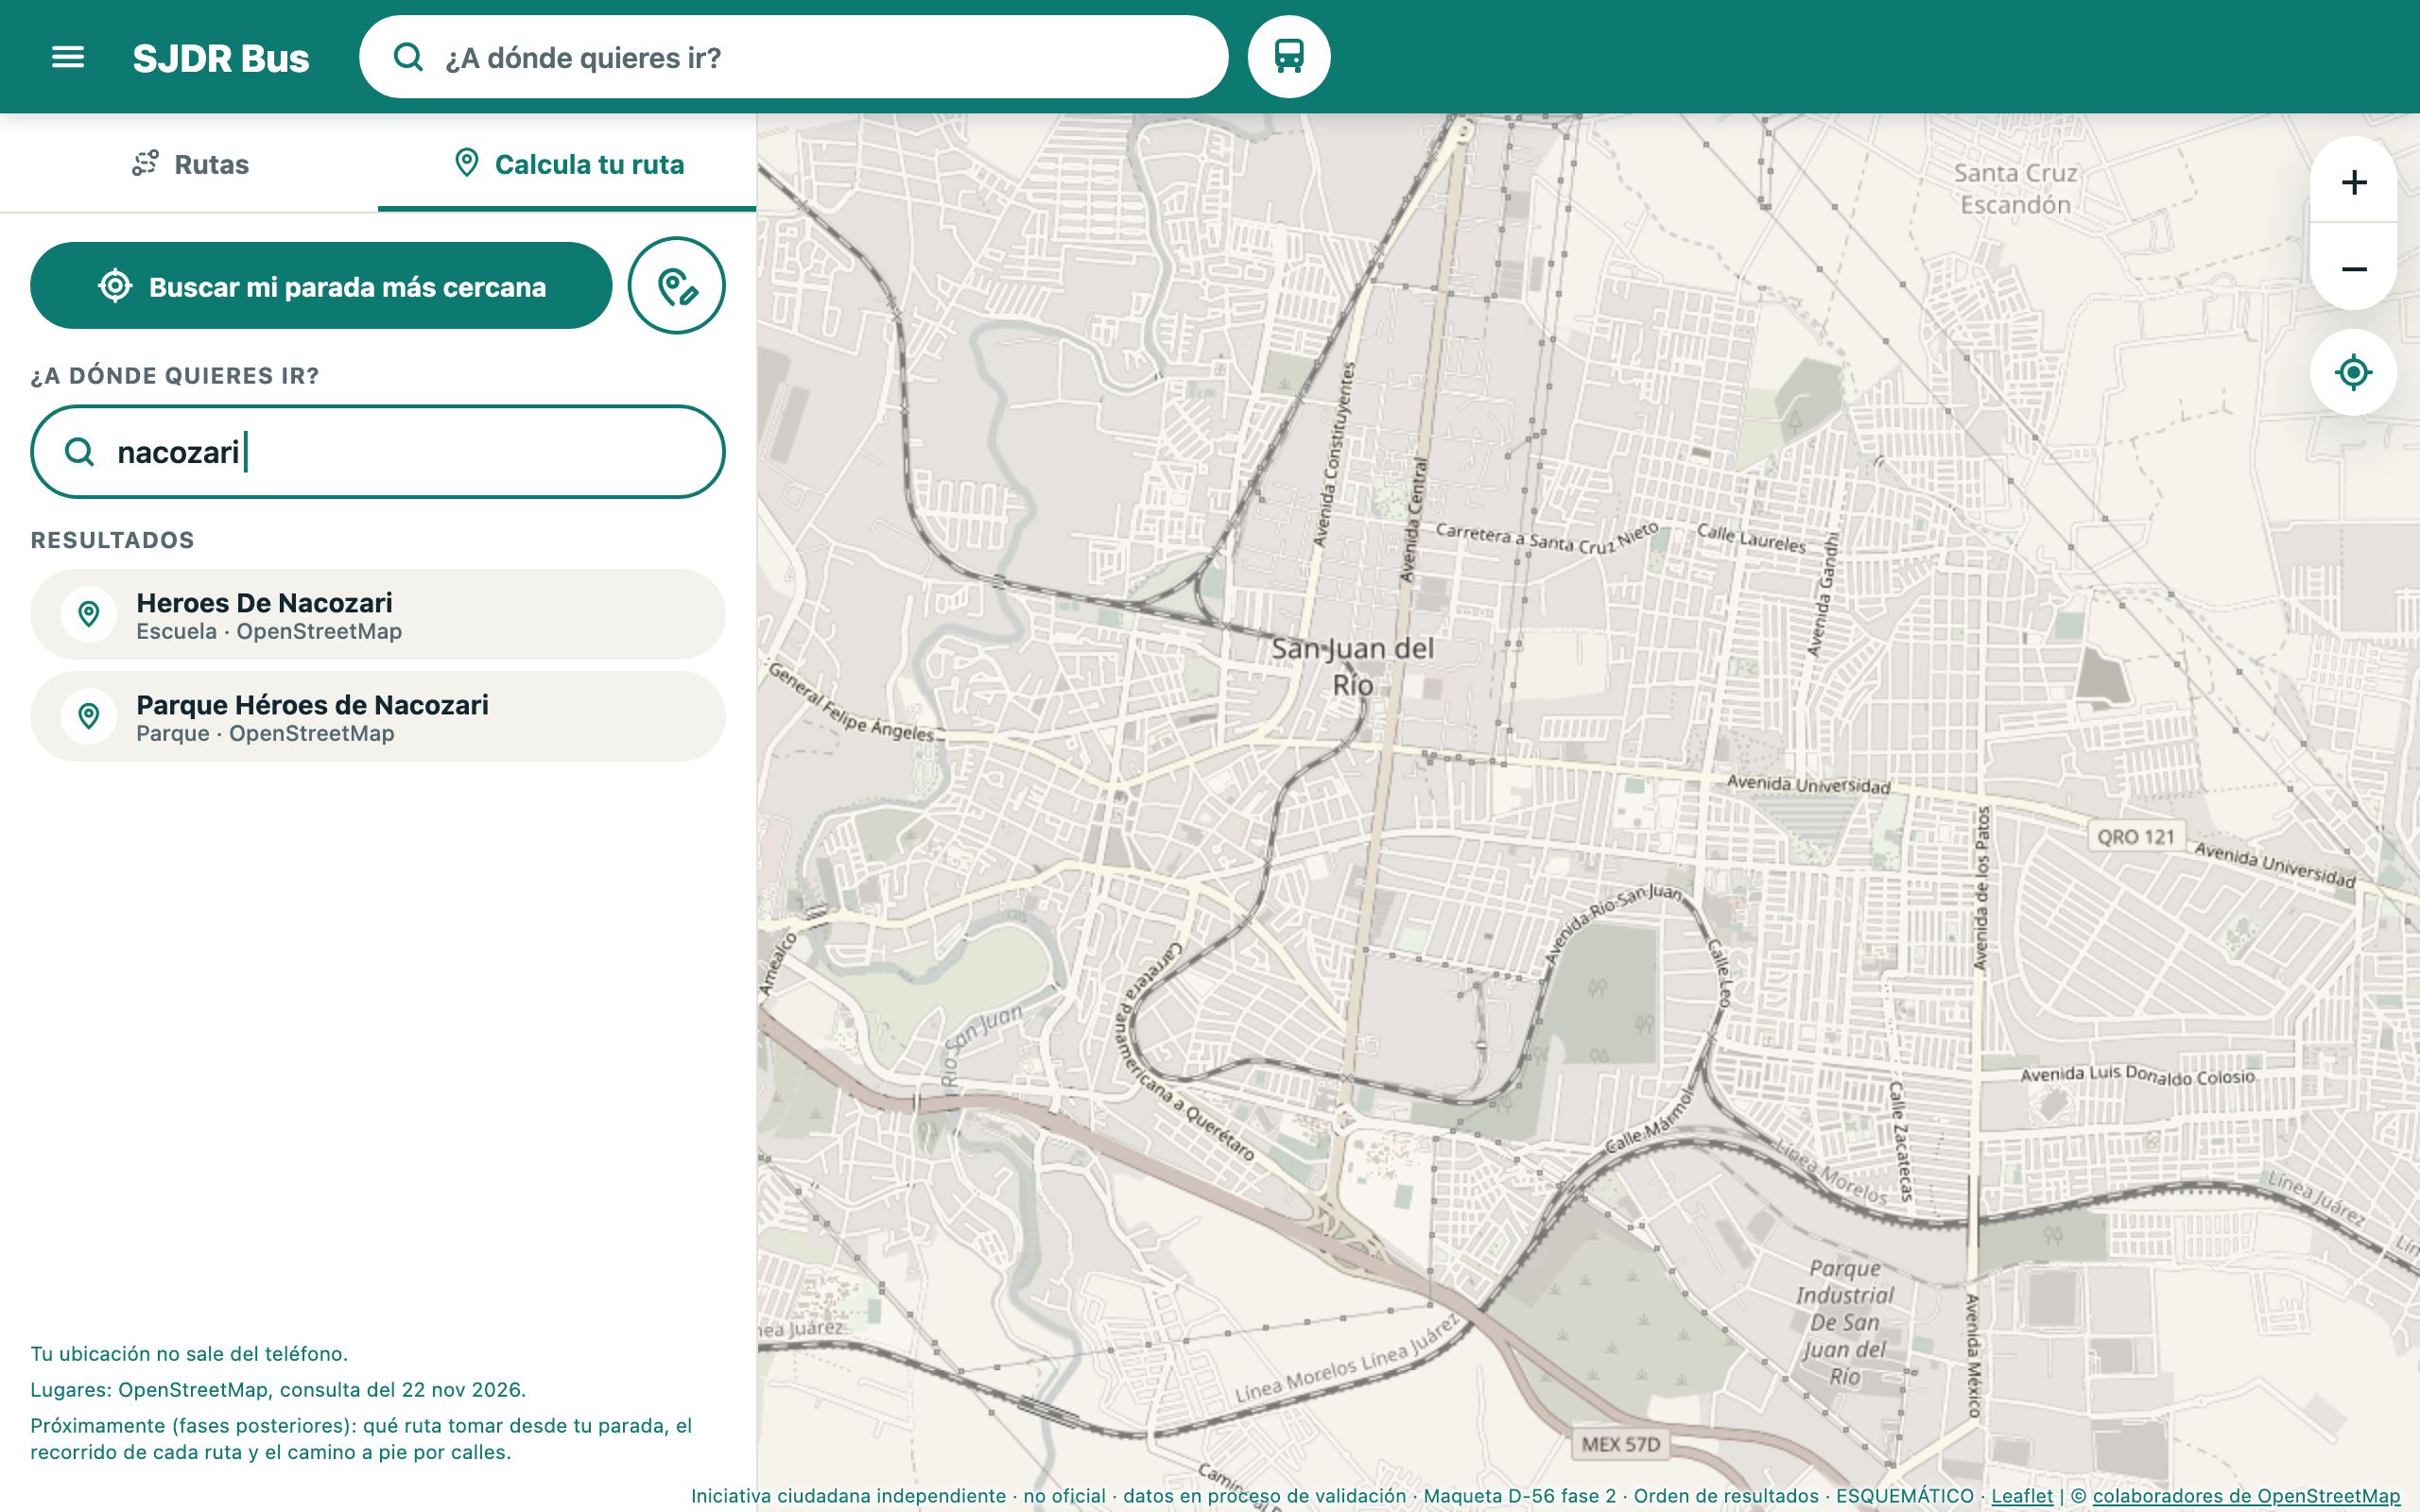 SJDR Bus
¿A dónde quieres ir?
Rutas
Calcula tu ruta
Buscar mi parada más cercana
¿A DÓNDE QUIERES IR?
nacozari
RESULTADOS
Heroes De Nacozari
Escuela · OpenStreetMap
Parque Héroes de Nacozari
Parque · OpenStreetMap
Tu ubicación no sale del teléfono.
Lugares: OpenStreetMap, consulta del 22 nov 2026.
Próximamente (fases posteriores): qué ruta tomar desde tu parada, el
recorrido de cada ruta y el camino a pie por calles.
Santa Cruz
Escandón
+
−
Avenida Constituyentes
Avenida Central
Carretera a Santa Cruz Nieto
Calle Laureles
Avenida Gandhi
San Juan del
Río
General Felipe Ángeles
Avenida Universidad
QRO 121
Avenida Universidad
Avenida de los Patos
Avenida Río San Juan
Calle Leo
Amealco
Carretera Panamericana a Querétaro
Río San Juan
Avenida Luis Donaldo Colosio
Calle Mármol
Calle Zacatecas
Línea Morelos
Línea Juárez
Parque
Industrial
De San
Juan del
Río
Avenida México
nea Juárez
Línea Morelos Línea Juárez
MEX 57D
Iniciativa ciudadana independiente · no oficial · datos en proceso de validación · Maqueta D-56 fase 2 · Orden de resultados · ESQUEMÁTICO · Leaflet | © colaboradores de OpenStreetMap